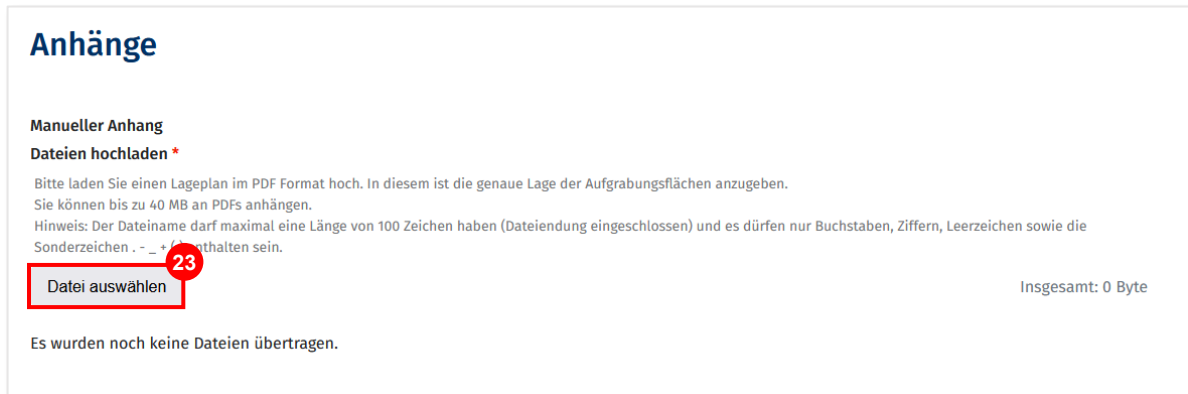 Anhänge
Manueller Anhang
Dateien hochladen *
Bitte laden Sie einen Lageplan im PDF Format hoch. In diesem ist die genaue Lage der Aufgrabungsflächen anzugeben.
Sie können bis zu 40 MB an PDFs anhängen.
Hinweis: Der Dateiname darf maximal eine Länge von 100 Zeichen haben (Dateiendung eingeschlossen) und es dürfen nur Buchstaben, Ziffern, Leerzeichen sowie die
Sonderzeichen . - _ + ( sein.
23
Datei auswählen
Insgesamt: 0 Byte
Es wurden noch keine Dateien übertragen.